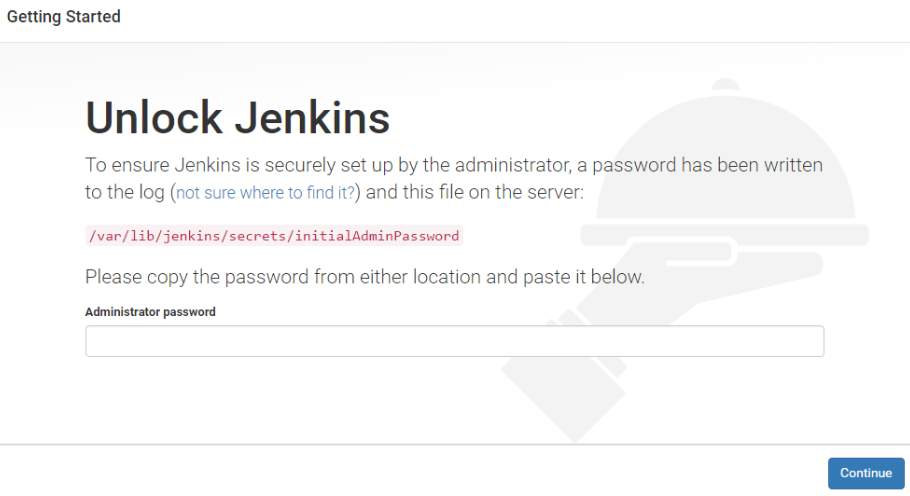 Getting Started
Unlock Jenkins
To ensure Jenkins is securely set up by the administrator, a password has been written
to the log (not sure where to find it?) and this file on the server:
/var/lib/jenkins/secrets/initialAdminPassword
Please copy the password from either location and paste it below.
Administrator password
Continue